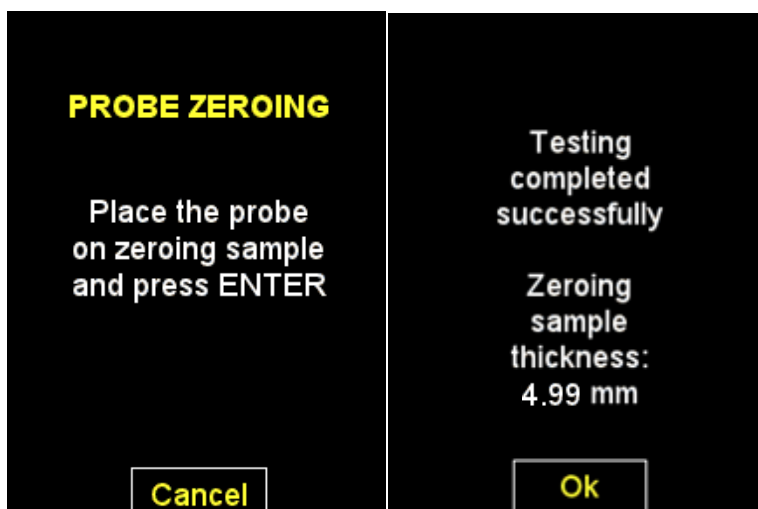 PROBE ZEROING
Place the probe
on zeroing sample
and press ENTER
Cancel
Testing
completed
successfully
Zeroing
sample
thickness:
4.99 mm
Ok